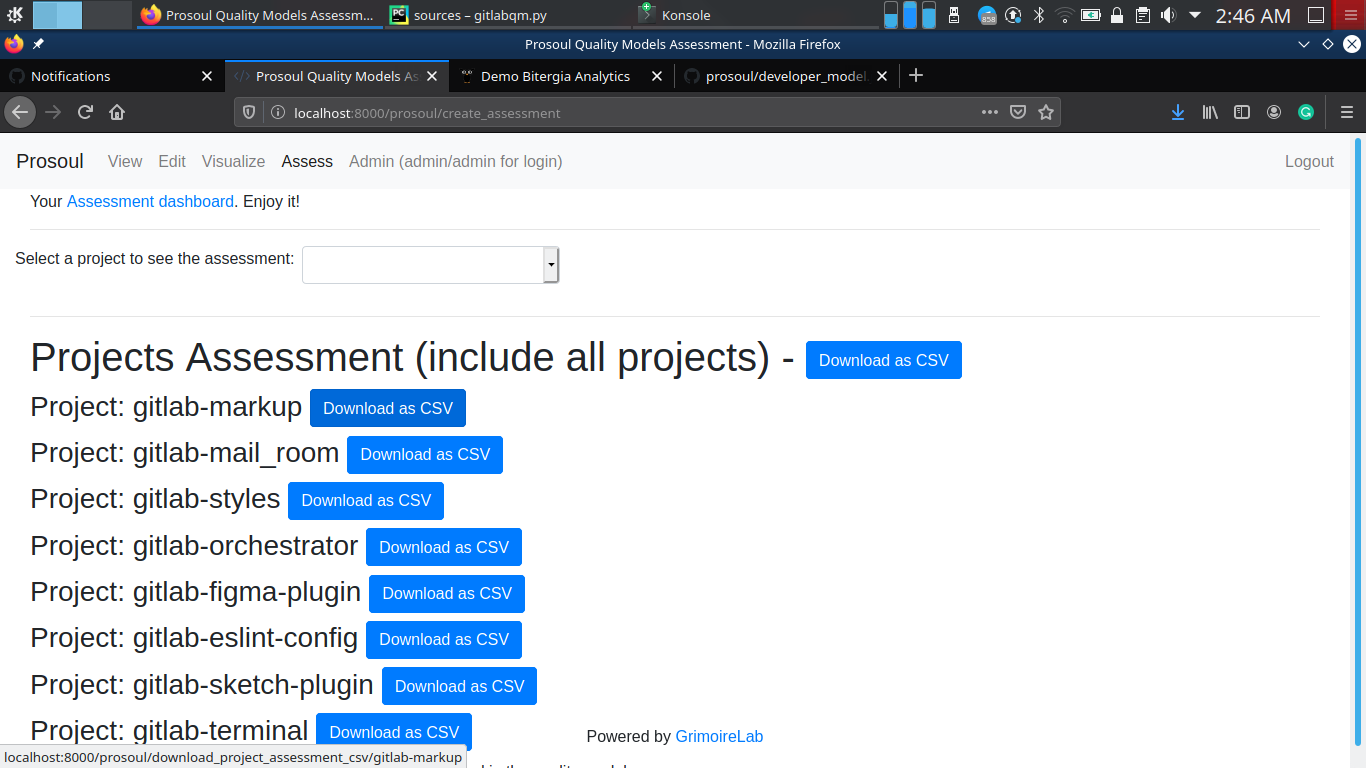 Prosoul Quality Models Assessm...
PC sources – gitlabqm.py
Konsole
858
2:46 AM
Prosoul Quality Models Assessment - Mozilla Firefox
Notifications
Prosoul Quality Models As
Demo Bitergia Analytics
prosoul/developer_model
localhost:8000/prosoul/create_assessment
Prosoul View Edit Visualize Assess Admin (admin/admin for login) Logout
Your Assessment dashboard. Enjoy it!
Select a project to see the assessment:
Projects Assessment (include all projects) - Download as CSV
Project: gitlab-markup Download as CSV
Project: gitlab-mail_room Download as CSV
Project: gitlab-styles Download as CSV
Project: gitlab-orchestrator Download as CSV
Project: gitlab-figma-plugin Download as CSV
Project: gitlab-eslint-config Download as CSV
Project: gitlab-sketch-plugin Download as CSV
Project: gitlab-terminal Download as CSV
Powered by GrimoireLab
localhost:8000/prosoul/download_project_assessment_csv/gitlab-markup